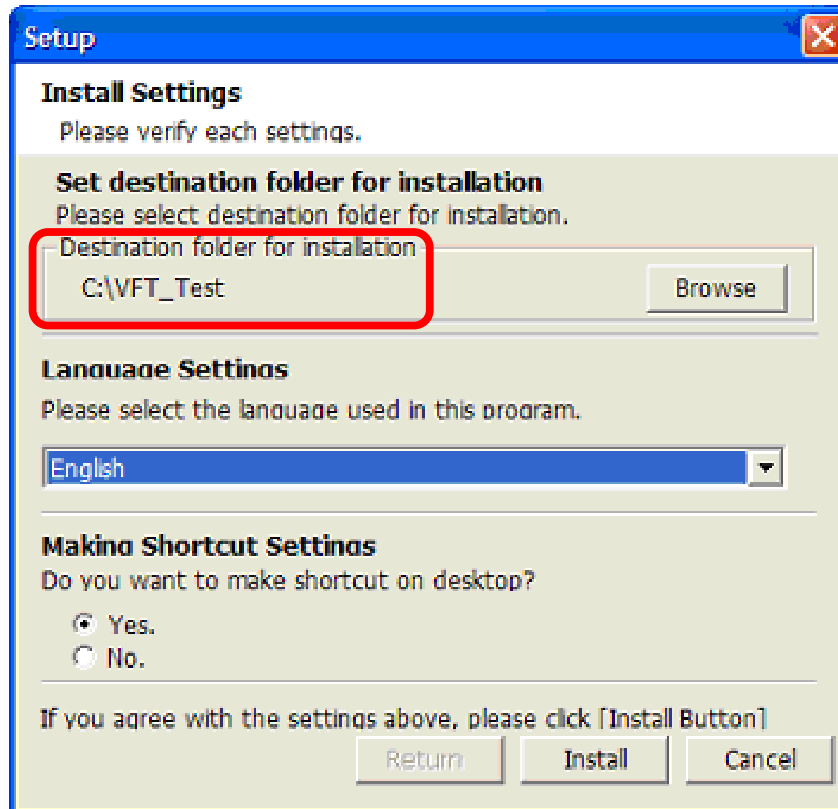 Setup
Install Settings
Please verify each settings.
Set destination folder for installation
Please select destination folder for installation.
Destination folder for installation
C:\VFT_Test
Browse
Language Settings
Please select the language used in this program.
English
Making Shortcut Settings
Do you want to make shortcut on desktop?
Yes.
No.
If you agree with the settings above, please click [Install Button]
Return
Install
Cancel